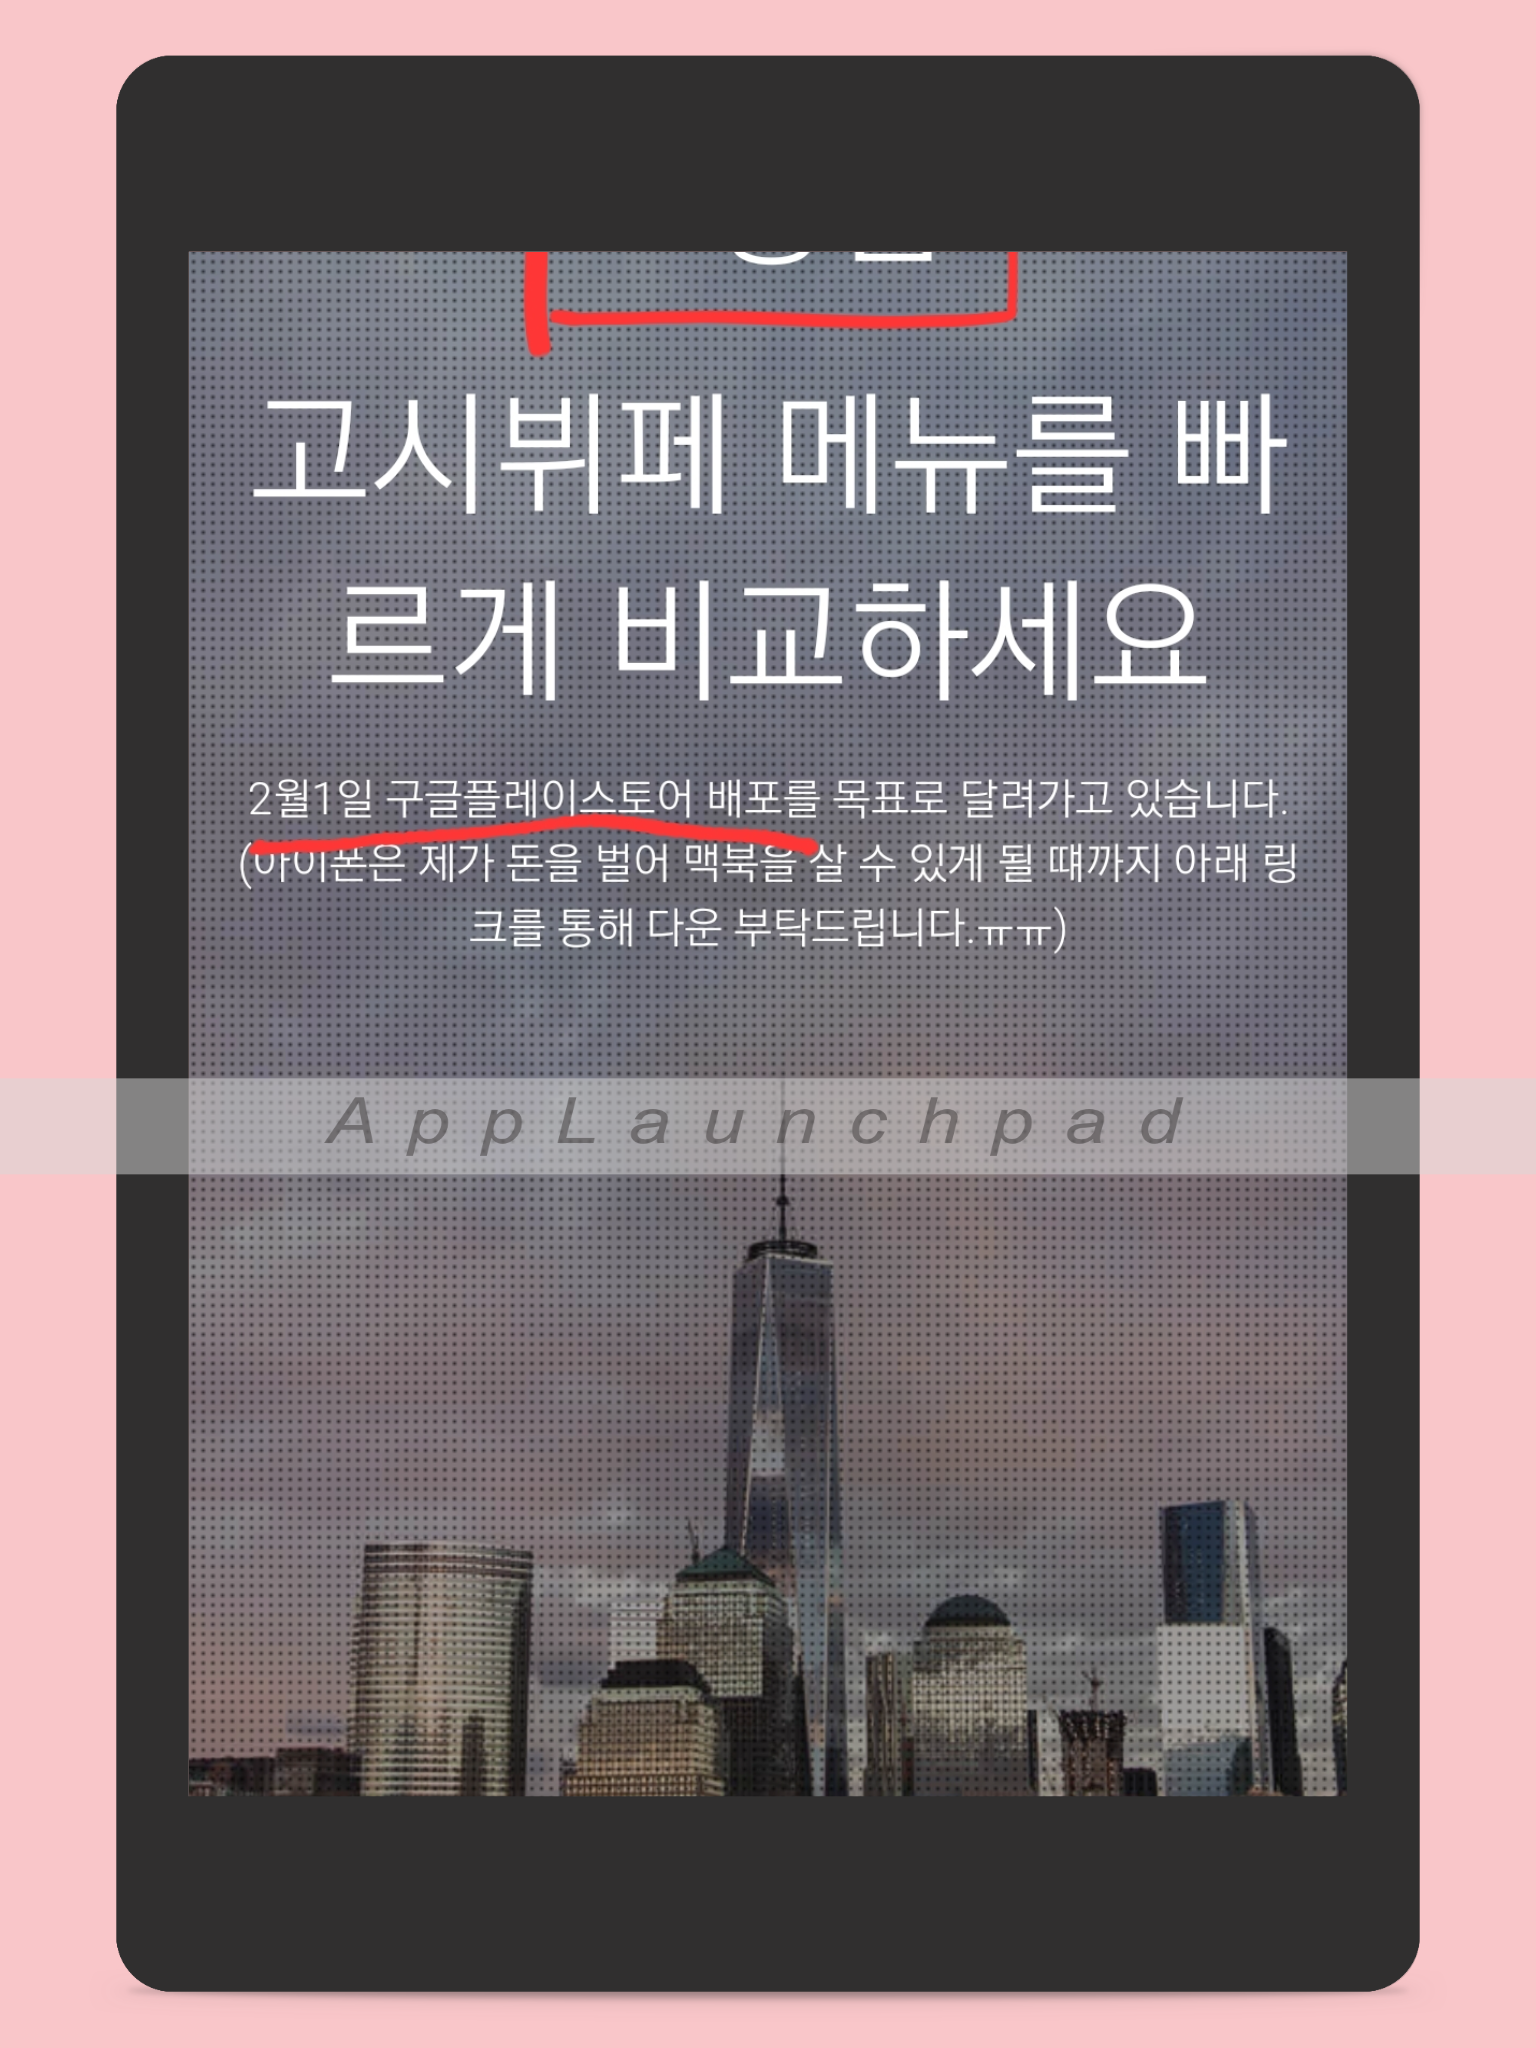 고시뷔페 메뉴를 빠
르게 비교하세요
2월1일 구글플레이스토어 배포를 목표로 달려가고 있습니다.
(아이폰은 제가 돈을 벌어 맥북을 살 수 있게 될 떄까지 아래 링
크를 통해 다운 부탁드립니다.ㅠㅠ)
AppLaunchpad